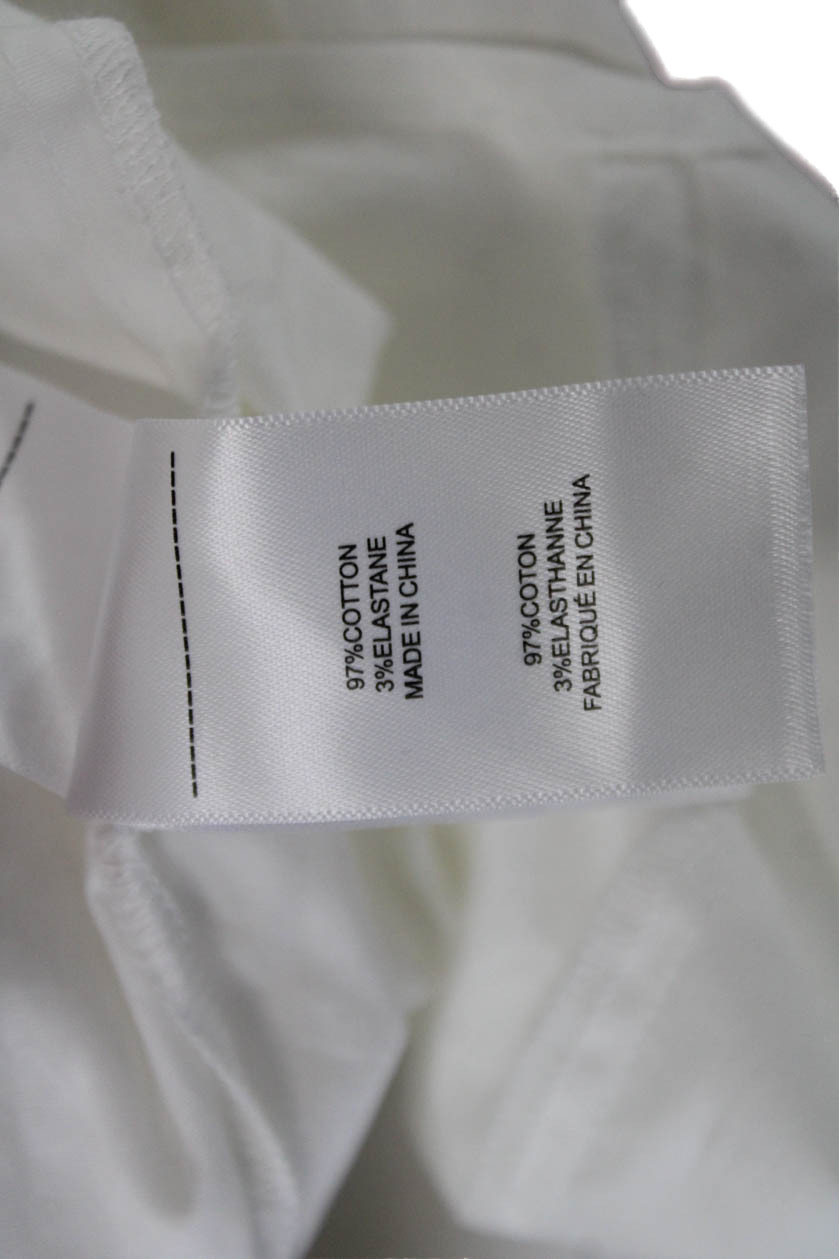 97%COTTON
3%ELASTANE
MADE IN CHINA
97%COTON
3%ELASTHANNE
FABRIQUÉ EN CHINA